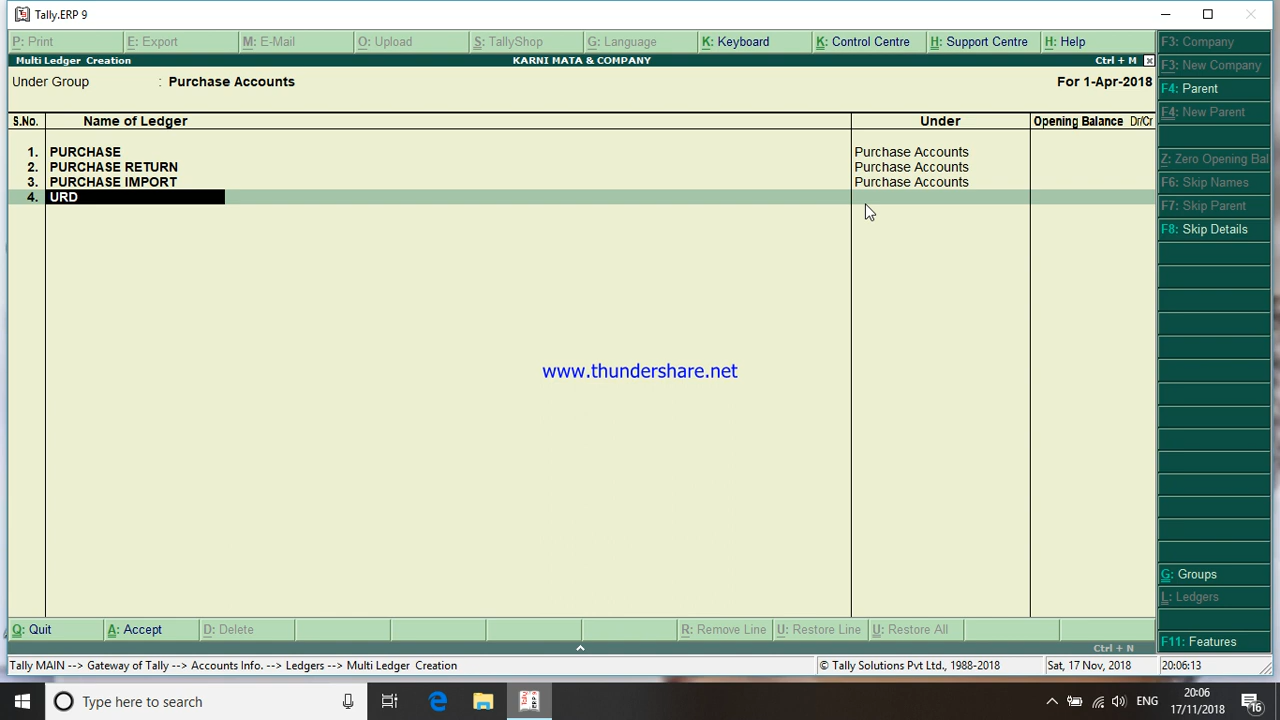 Tally.ERP 9
P: Print E: Export M: E-Mail O: Upload S: TallyShop G: Language K: Keyboard K: Control Centre H: Support Centre H: Help
F3: Company
Multi Ledger Creation KARNI MATA & COMPANY Ctrl + M
F3: New Company
Under Group : Purchase Accounts For 1-Apr-2018
F4: Parent
F4: New Parent
S.No. Name of Ledger Under Opening Balance Dr/Cr
1. PURCHASE Purchase Accounts
Z: Zero Opening Bal
2. PURCHASE RETURN Purchase Accounts
3. PURCHASE IMPORT Purchase Accounts
F6: Skip Names
4. URD
F7: Skip Parent
F8: Skip Details
www.thundershare.net
G: Groups
L: Ledgers
Q: Quit A: Accept D: Delete R: Remove Line U: Restore Line U: Restore All
F11: Features
Ctrl + N
Tally MAIN --> Gateway of Tally --> Accounts Info. --> Ledgers --> Multi Ledger Creation © Tally Solutions Pvt Ltd., 1988-2018 Sat, 17 Nov, 2018 20:06:13
Type here to search ENG 20:06
17/11/2018 16